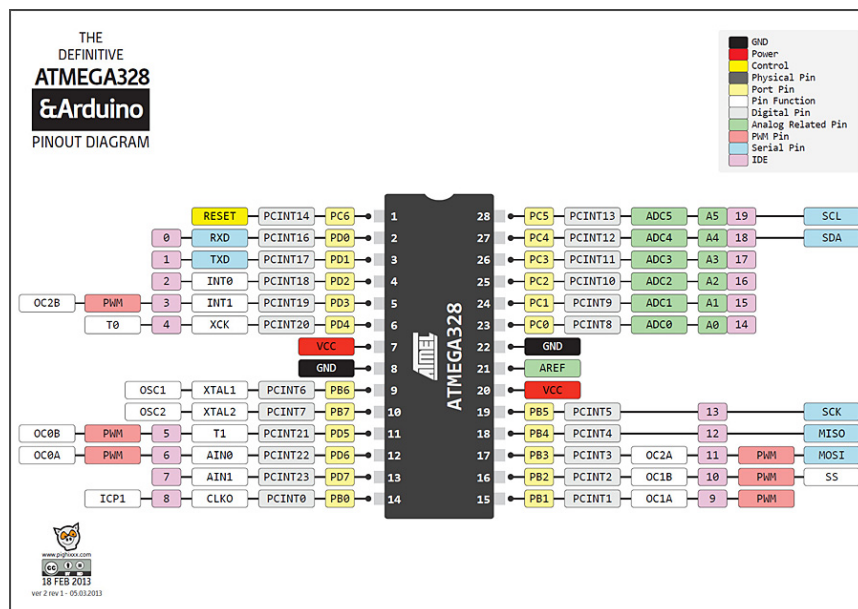 THE
DEFINITIVE
ATMEGA328
&Arduino
PINOUT DIAGRAM
GND
Power
Control
Physical Pin
Port Pin
Pin Function
Digital Pin
Analog Related Pin
PWM Pin
Serial Pin
IDE
RESET PCINT14 PC6 1 28 PC5 PCINT13 ADC5 A5 19 SCL
0 RXD PCINT16 PD0 2 27 PC4 PCINT12 ADC4 A4 18 SDA
1 TXD PCINT17 PD1 3 26 PC3 PCINT11 ADC3 A3 17
2 INT0 PCINT18 PD2 4 25 PC2 PCINT10 ADC2 A2 16
OC2B PWM 3 INT1 PCINT19 PD3 5 24 PC1 PCINT9 ADC1 A1 15
T0 4 XCK PCINT20 PD4 6 23 PC0 PCINT8 ADC0 A0 14
VCC 7 22 GND
GND 8 21 AREF
OSC1 XTAL1 PCINT6 PB6 9 20 VCC
OSC2 XTAL2 PCINT7 PB7 10 19 PB5 PCINT5 13 SCK
OC0B PWM 5 T1 PCINT21 PD5 11 18 PB4 PCINT4 12 MISO
OC0A PWM 6 AIN0 PCINT22 PD6 12 17 PB3 PCINT3 OC2A 11 PWM MOSI
7 AIN1 PCINT23 PD7 13 16 PB2 PCINT2 OC1B 10 PWM SS
ICP1 8 CLKO PCINT0 PB0 14 15 PB1 PCINT1 OC1A 9 PWM
ATMEL
ATMEGA328
www.pighixxx.com
18 FEB 2013
ver 2 rev 1 - 05.03.2013